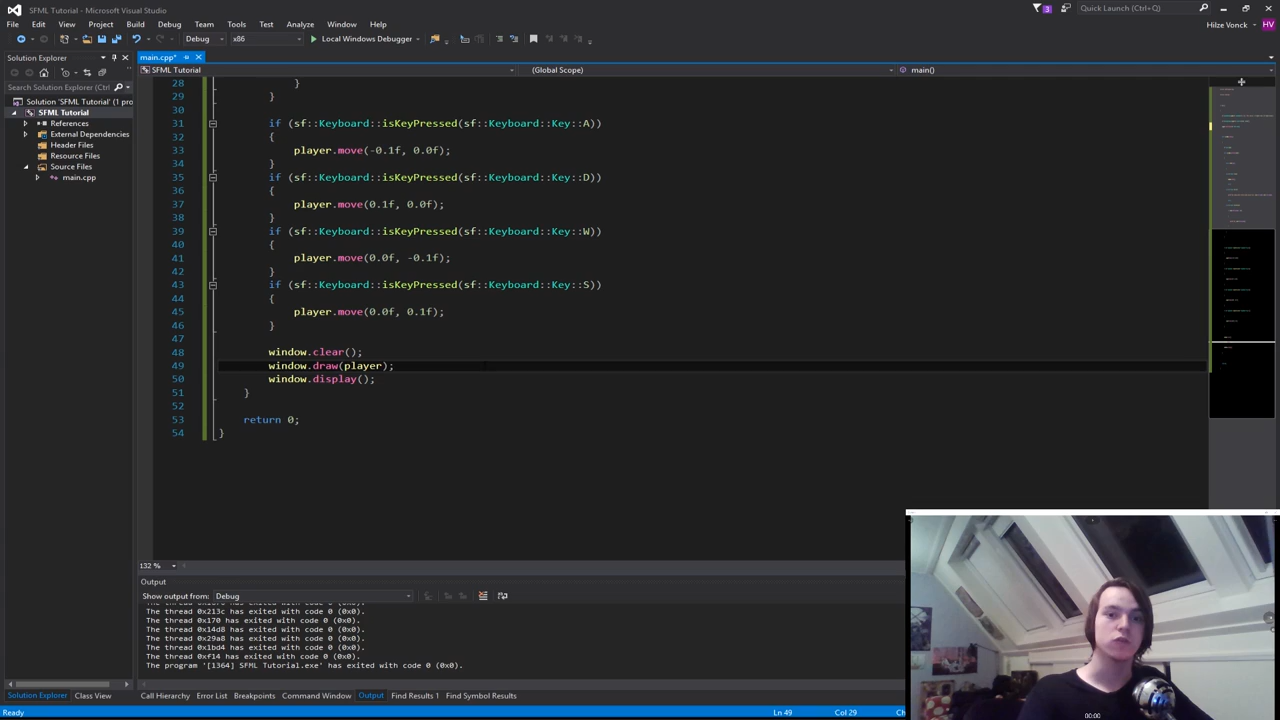 SFML Tutorial - Microsoft Visual Studio
3
Quick Launch (Ctrl+Q)
File Edit View Project Build Debug Team Tools Test Analyze Window Help
Hilze Vonck HV
Debug x86 Local Windows Debugger
Solution Explorer
main.cpp*
SFML Tutorial (Global Scope) main()
Search Solution Explorer (Ctrl
Solution 'SFML Tutorial' (1 pro
SFML Tutorial
References
External Dependencies
Header Files
Resource Files
Source Files
main.cpp
28 }
29 }
30
31 if (sf::Keyboard::isKeyPressed(sf::Keyboard::Key::A))
32 {
33 player.move(-0.1f, 0.0f);
34 }
35 if (sf::Keyboard::isKeyPressed(sf::Keyboard::Key::D))
36 {
37 player.move(0.1f, 0.0f);
38 }
39 if (sf::Keyboard::isKeyPressed(sf::Keyboard::Key::W))
40 {
41 player.move(0.0f, -0.1f);
42 }
43 if (sf::Keyboard::isKeyPressed(sf::Keyboard::Key::S))
44 {
45 player.move(0.0f, 0.1f);
46 }
47
48 window.clear();
49 window.draw(player);
50 window.display();
51 }
52
53 return 0;
54 }
132 %
Output
Show output from: Debug
The thread 0x213c has exited with code 0 (0x0).
The thread 0x170 has exited with code 0 (0x0).
The thread 0x14d8 has exited with code 0 (0x0).
The thread 0x29a8 has exited with code 0 (0x0).
The thread 0x1bd4 has exited with code 0 (0x0).
The thread 0xf14 has exited with code 0 (0x0).
The program '[1364] SFML Tutorial.exe' has exited with code 0 (0x0).
Solution Explorer Class View
Call Hierarchy Error List Breakpoints Command Window Output Find Results 1 Find Symbol Results
Ready Ln 49 Col 29 Ch
00:00